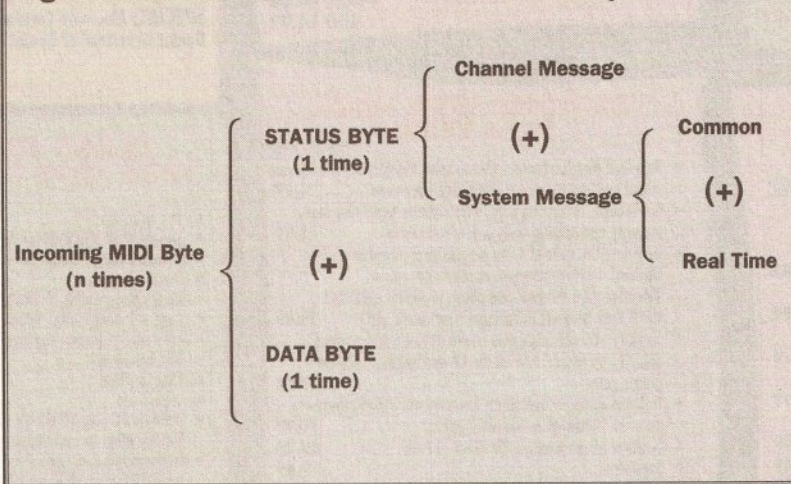 Channel Message
STATUS BYTE
(1 time)
(+)
Common
System Message
(+)
Incoming MIDI Byte
(n times)
(+)
Real Time
DATA BYTE
(1 time)